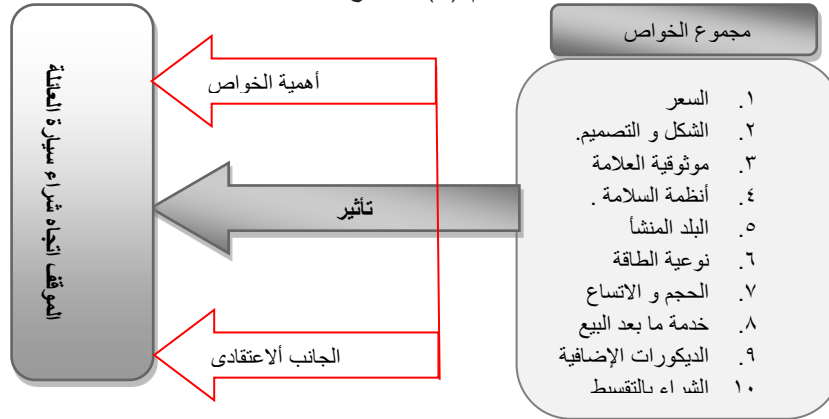 مجموع الخواص
١. السعر
٢. الشكل و التصميم.
٣. موثوقية العلامة
٤. أنظمة السلامة .
٥. البلد المنشأ
٦. نوعية الطاقة
٧. الحجم و الاتساع
٨. خدمة ما بعد البيع
٩. الديكورات الإضافية
١٠. الشراء بالتقسيط
أهمية الخواص
تأثير
الجانب ألاعتقادى
الموقف اتجاه شراء سيارة العائلة